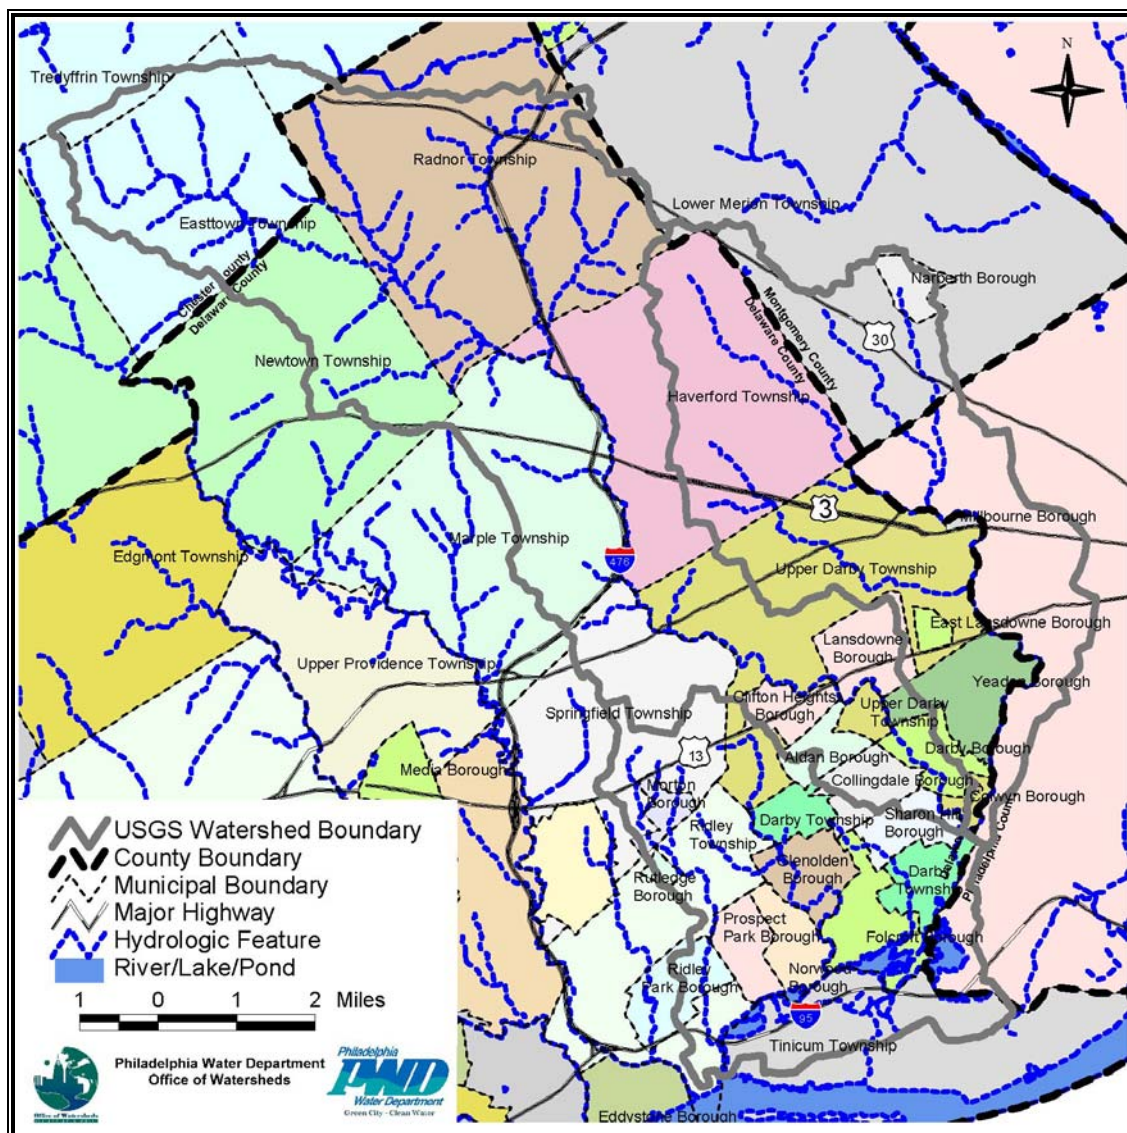 N
Tredyffrin Township
Radnor Township
Lower Merion Township
Easttown Township
Narberth Borough
Chester County
Delaware County
Montgomery County
Delaware County
30
Newtown Township
Haverford Township
3
Millbourne Borough
Marple Township
Edgmont Township
476
Upper Darby Township
East Lansdowne Borough
Lansdowne
Borough
Upper Providence Township
Yeadon Borough
Clifton Heights
Borough
Upper Darby
Township
Springfield Township
Darby Borough
13
Aldan Borough
Media Borough
Collingdale Borough
Colwyn Borough
Morton
Borough
Sharon Hill
Borough
Darby Township
Ridley
Township
Philadelphia County
Glenolden
Borough
Darby
Township
Rutledge
Borough
Prospect
Park Borough
Folcroft Borough
Ridley
Park Borough
Norwood
Borough
95
Tinicum Township
Eddystone Borough
USGS Watershed Boundary
County Boundary
Municipal Boundary
Major Highway
Hydrologic Feature
River/Lake/Pond
1 0 1 2 Miles
Philadelphia Water Department
Office of Watersheds
Office of Watersheds
Philadelphia
PWD
Water Department
Green City - Clean Water